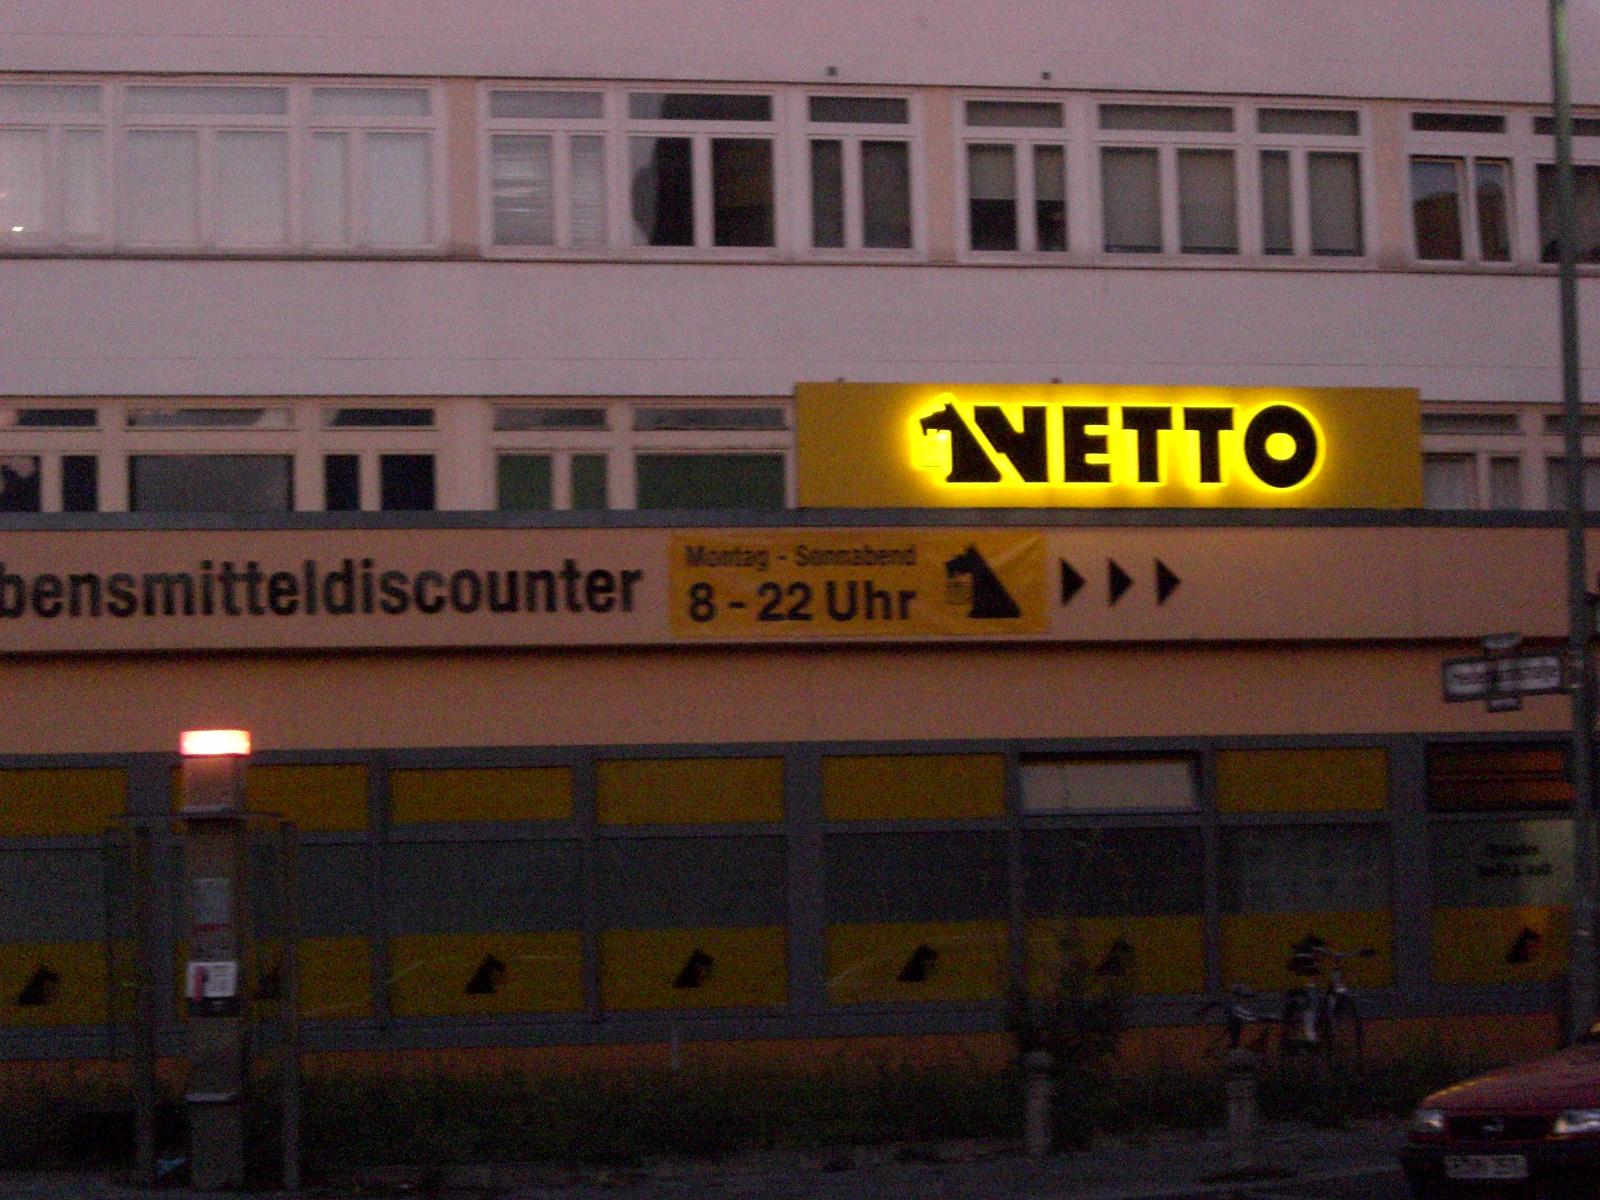 NETTO
bensmitteldiscounter
Montag - Sonnabend
8 - 22 Uhr